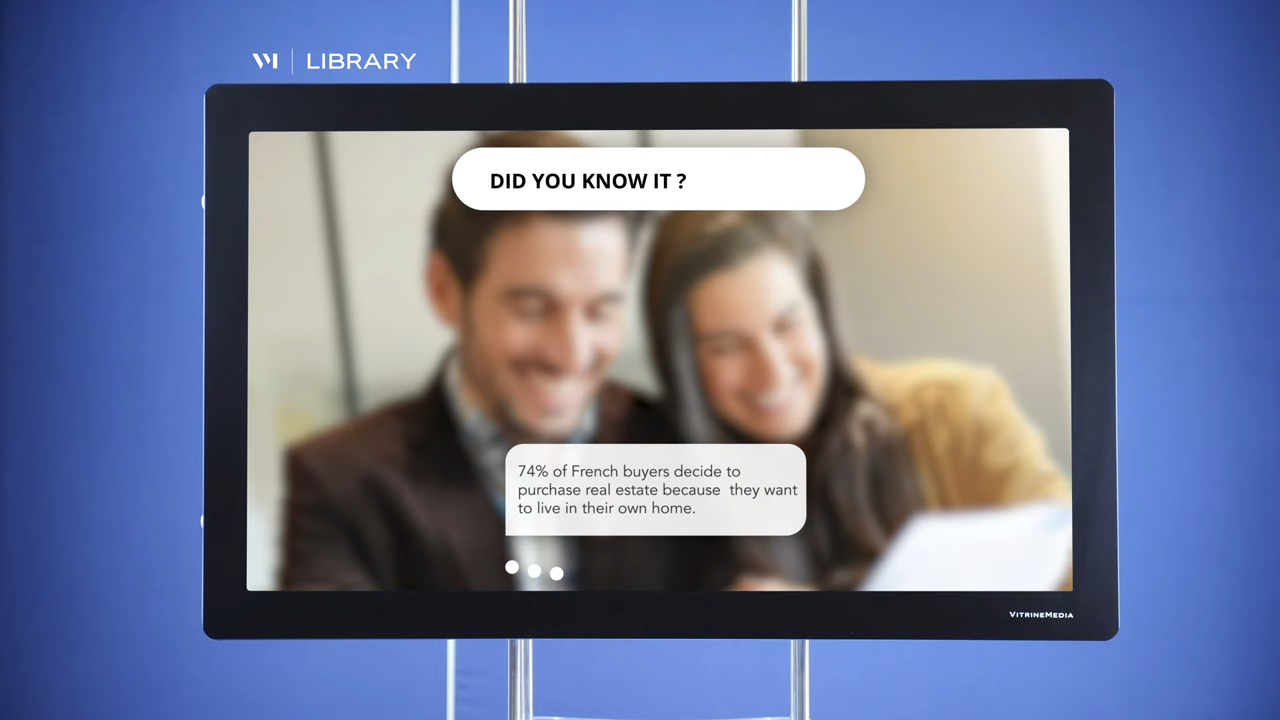 VM | LIBRARY
DID YOU KNOW IT ?
74% of French buyers decide to
purchase real estate because  they want
to live in their own home.
VITRINEMEDIA